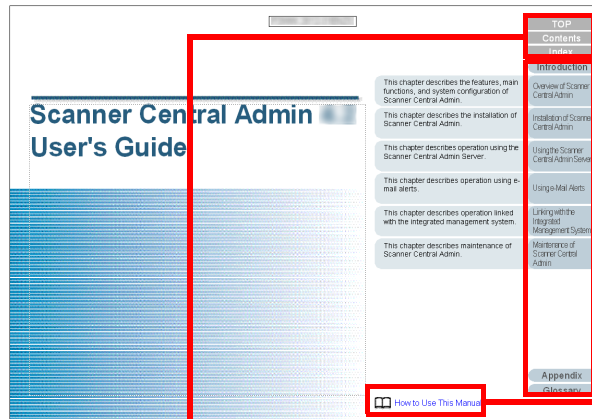 TOP
Contents
Index
Introduction
This chapter describes the features, main
functions, and system configuration of
Scanner Central Admin.
Overview of Scanner
Central Admin
Scanner Central Admin
User's Guide
This chapter describes the installation of
Scanner Central Admin.
Installation of Scanner
Central Admin
This chapter describes operation using the
Scanner Central Admin Server.
Using the Scanner
Central Admin Server
This chapter describes operation using e-
mail alerts.
Using e-Mail Alerts
This chapter describes operation linked
with the integrated management system.
Linking with the
Integrated
Management System
This chapter describes maintenance of
Scanner Central Admin.
Maintenance of
Scanner Central
Admin
Appendix
Glossary
How to Use This Manual